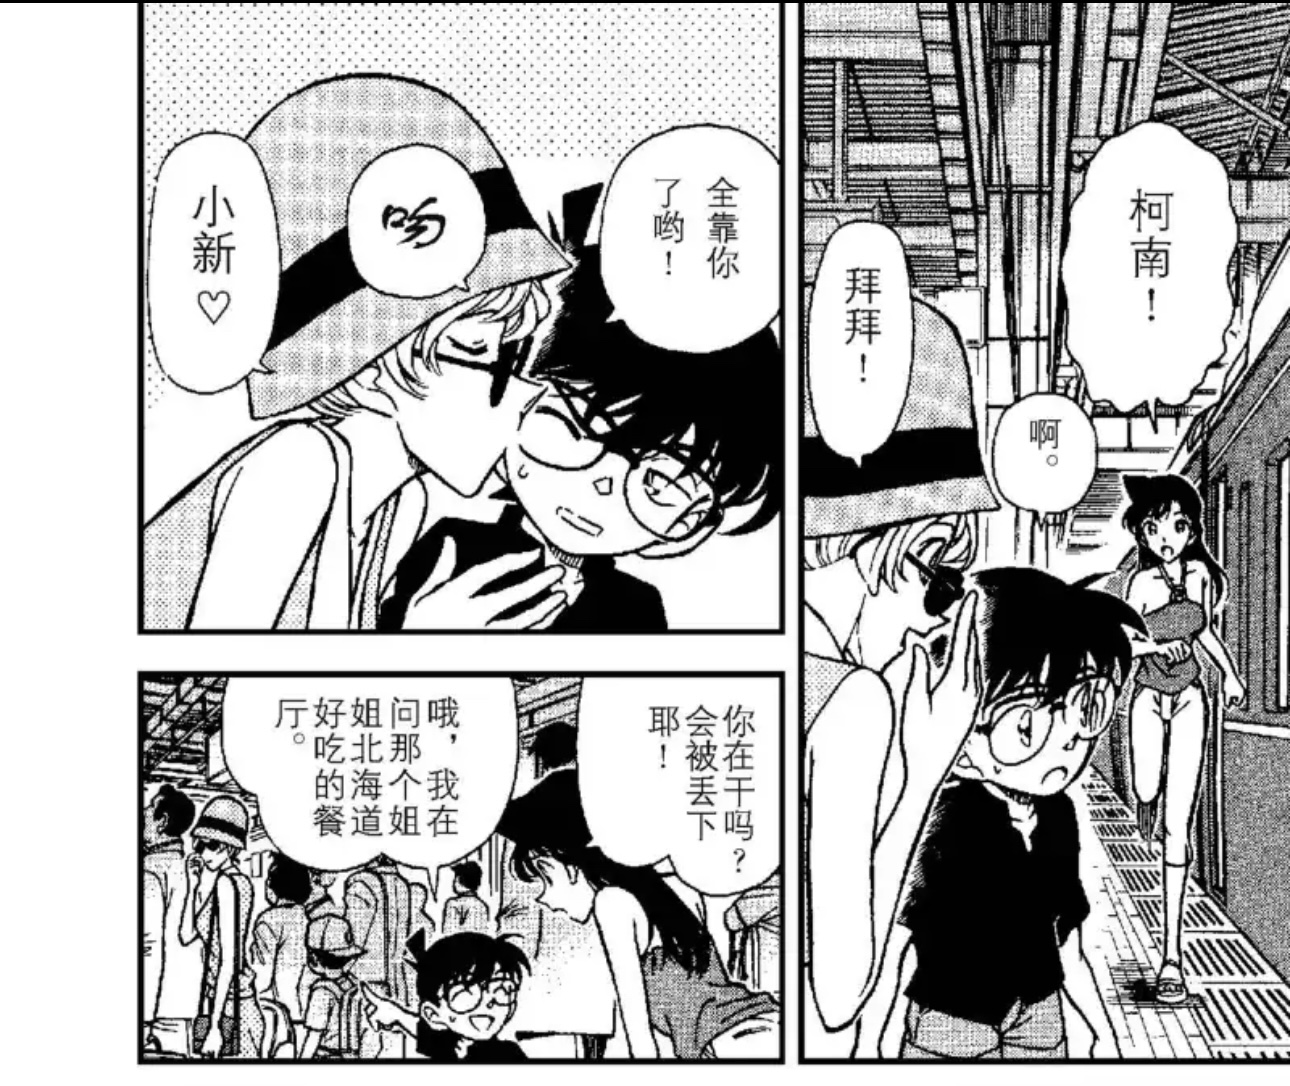 柯南！
啊。
拜拜！
全靠你
了哟！
吻
小新♡
你在干吗？
会被丢下
耶！
哦，我在
问那个姐
姐北海道
好吃的餐
厅。